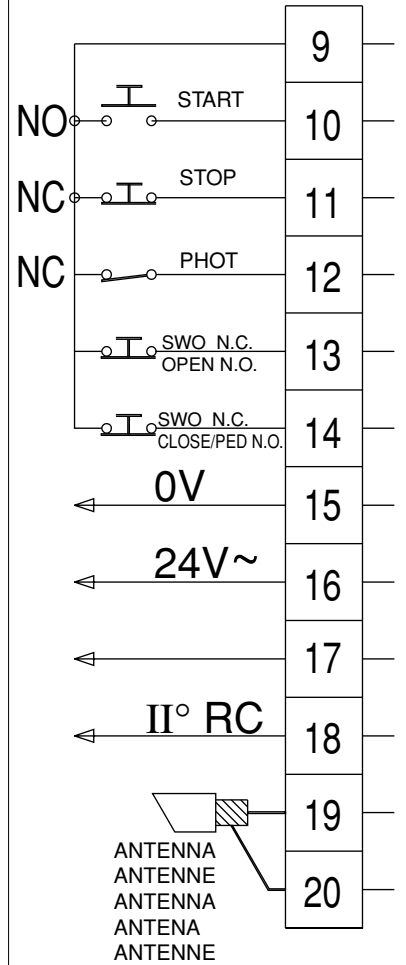 9
NO START 10
NC STOP 11
NC PHOT 12
SWO N.C. 13
OPEN N.O.
SWO N.C. 14
CLOSE/PED N.O.
0V 15
24V~ 16
17
II° RC 18
19
ANTENNA
ANTENNE 20
ANTENNA
ANTENA
ANTENNE